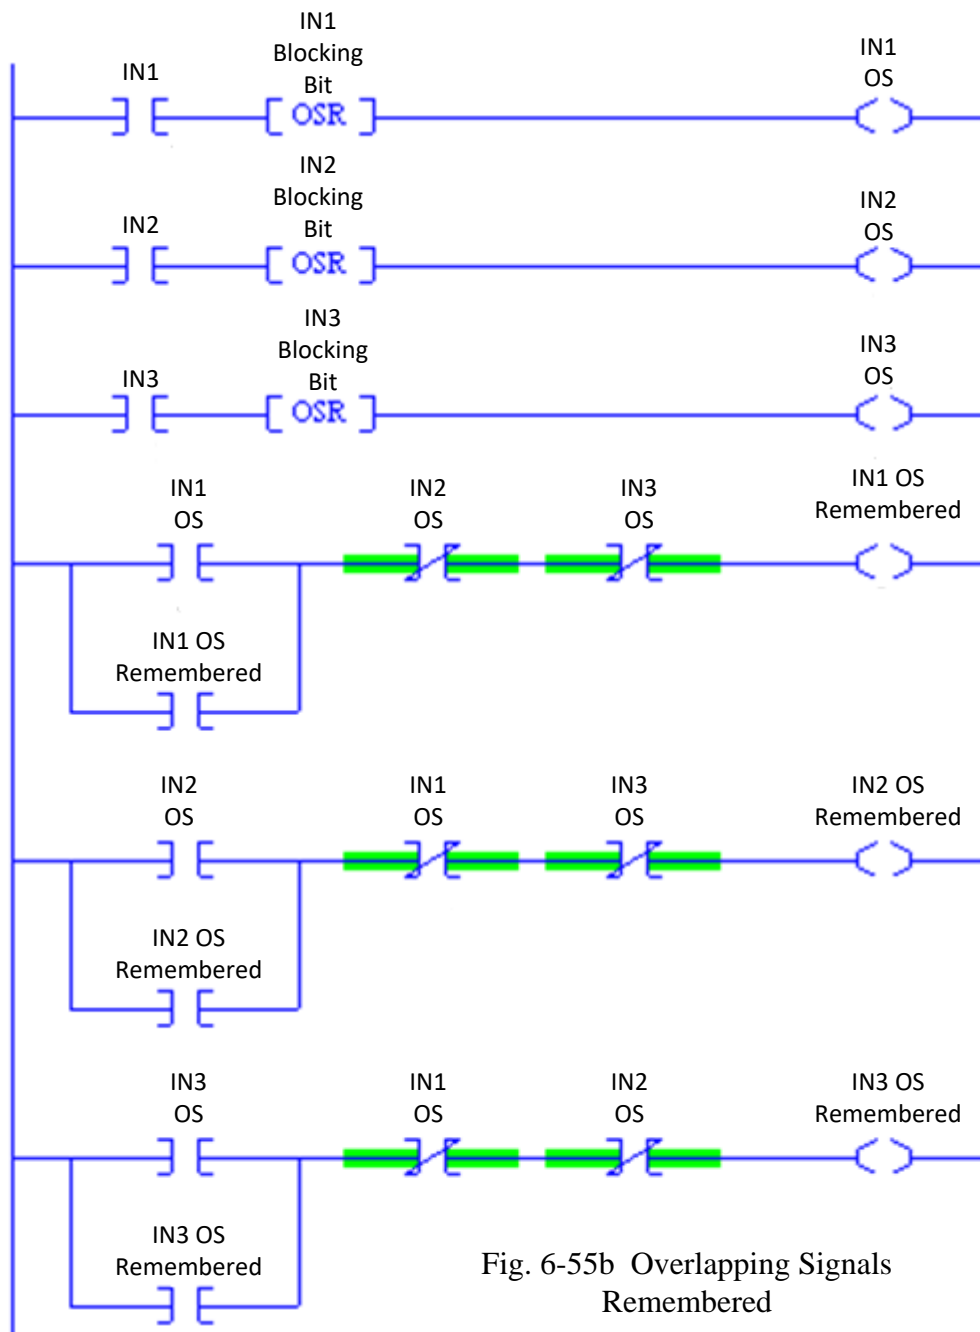 IN1
IN1
Blocking
Bit
OSR
IN1
OS
IN2
IN2
Blocking
Bit
OSR
IN2
OS
IN3
IN3
Blocking
Bit
OSR
IN3
OS
IN1
OS
IN2
OS
IN3
OS
IN1 OS
Remembered
IN1 OS
Remembered
IN2
OS
IN1
OS
IN3
OS
IN2 OS
Remembered
IN2 OS
Remembered
IN3
OS
IN1
OS
IN2
OS
IN3 OS
Remembered
IN3 OS
Remembered
Fig. 6-55b Overlapping Signals
Remembered